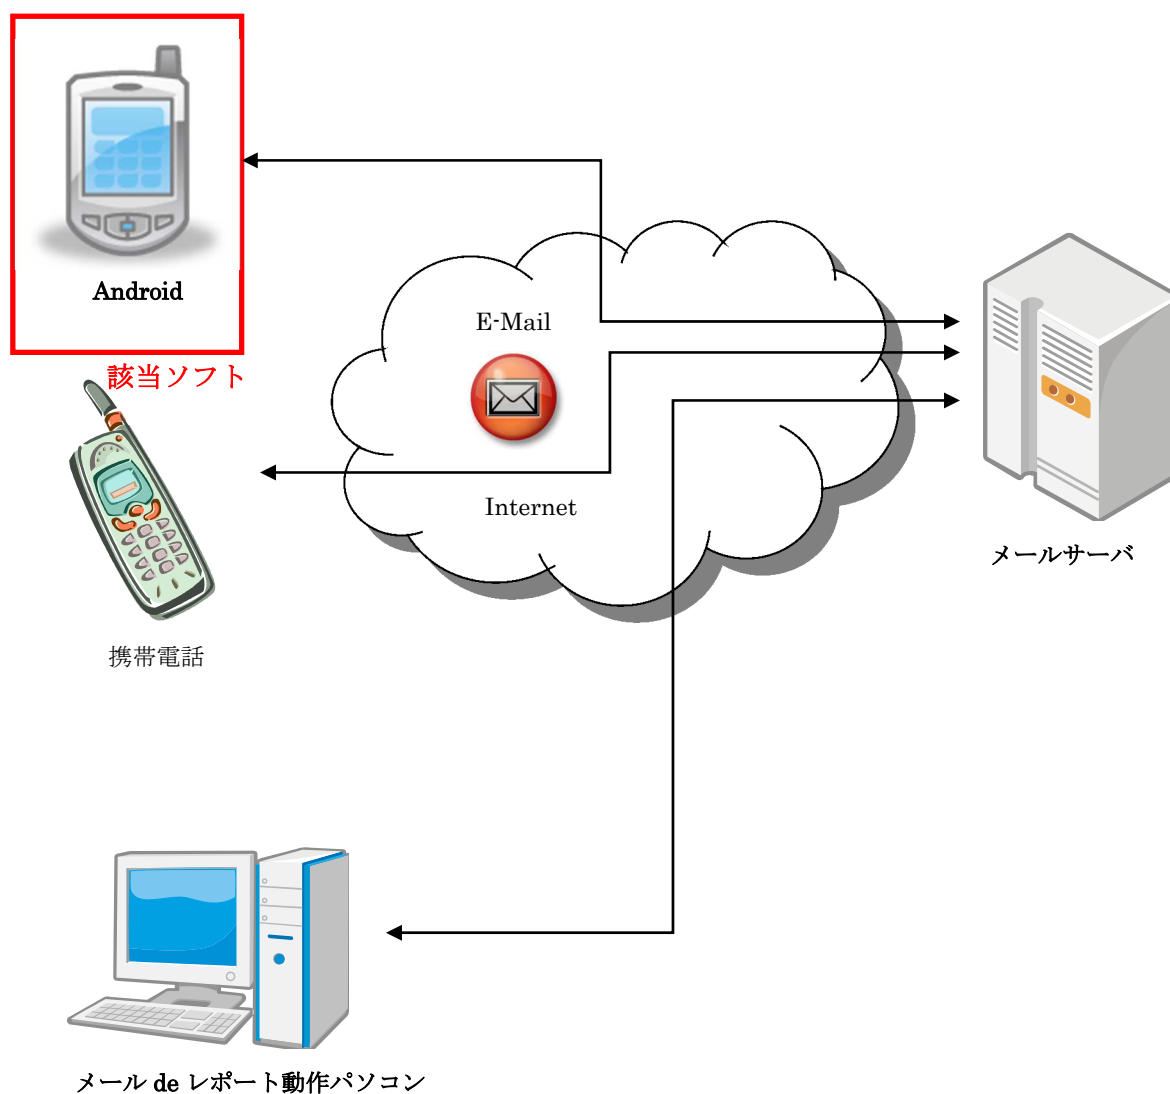 Android
該当ソフト
E-Mail
Internet
メールサーバ
携帯電話
メール de レポート動作パソコン